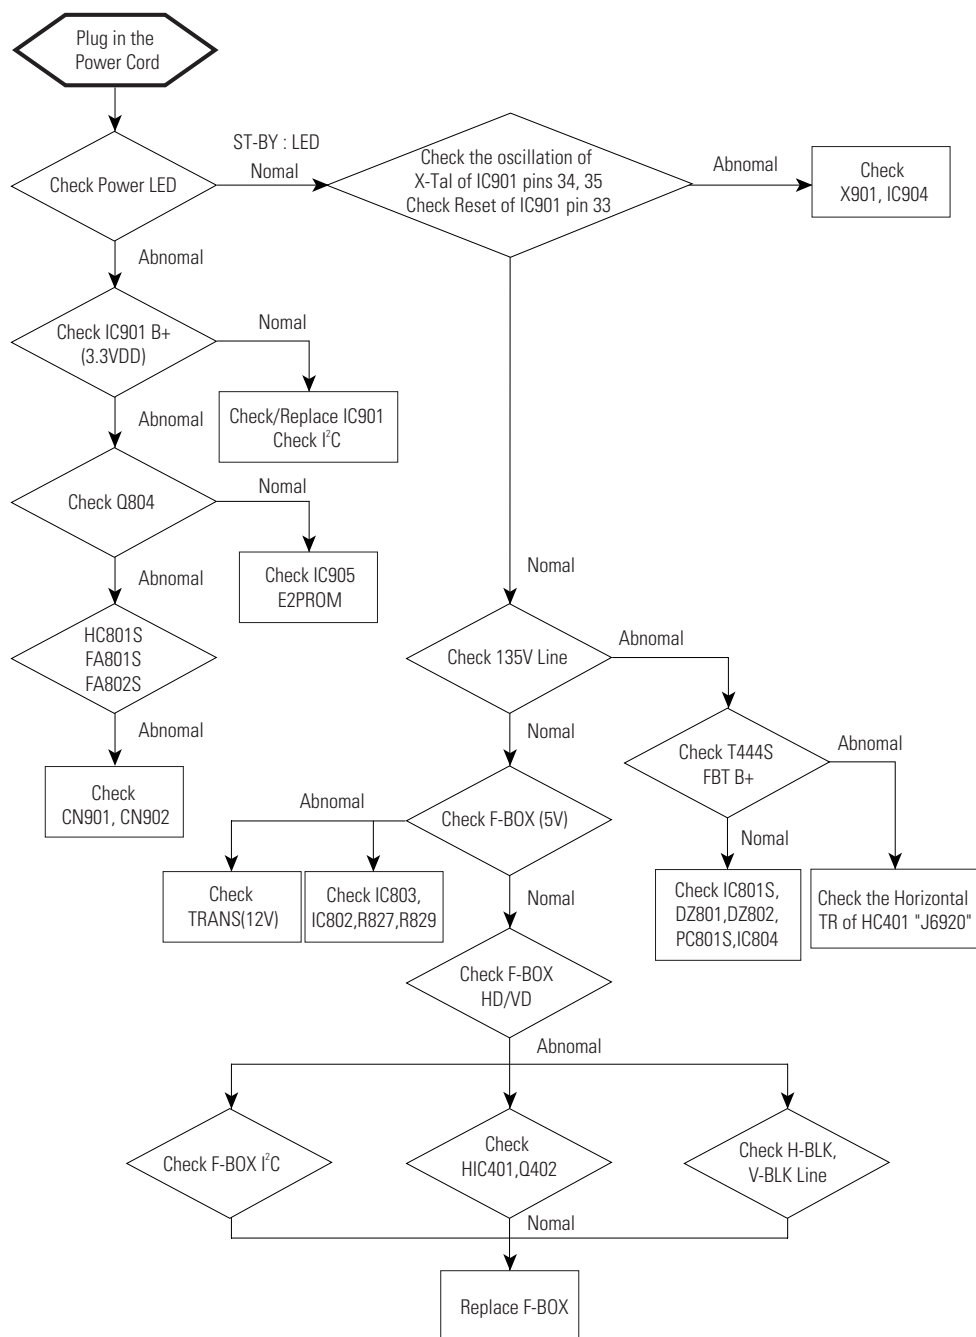 Plug in the
Power Cord
Check Power LED
ST-BY : LED
Nomal
Check the oscillation of
X-Tal of IC901 pins 34, 35
Check Reset of IC901 pin 33
Abnomal
Check
X901, IC904
Abnomal
Check IC901 B+
(3.3VDD)
Nomal
Check/Replace IC901
Check I²C
Abnomal
Check Q804
Nomal
Check IC905
E2PROM
Abnomal
HC801S
FA801S
FA802S
Abnomal
Check
CN901, CN902
Nomal
Check 135V Line
Abnomal
Check T444S
FBT B+
Abnomal
Nomal
Check IC801S,
DZ801,DZ802,
PC801S,IC804
Check the Horizontal
TR of HC401 "J6920"
Nomal
Check F-BOX (5V)
Abnomal
Check
TRANS(12V)
Check IC803,
IC802,R827,R829
Nomal
Check F-BOX
HD/VD
Abnomal
Check F-BOX I²C
Check
HIC401,Q402
Check H-BLK,
V-BLK Line
Nomal
Replace F-BOX